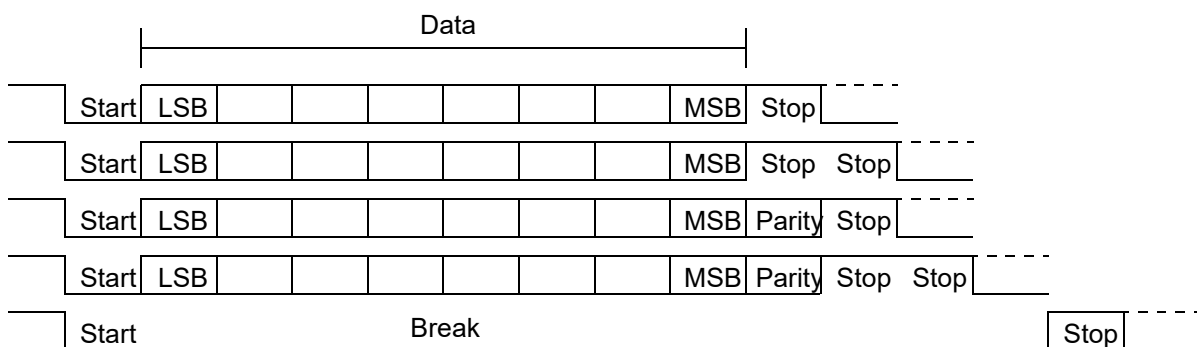 Data
Start LSB MSB Stop
Start LSB MSB Stop Stop
Start LSB MSB Parity Stop
Start LSB MSB Parity Stop Stop
Start Break Stop